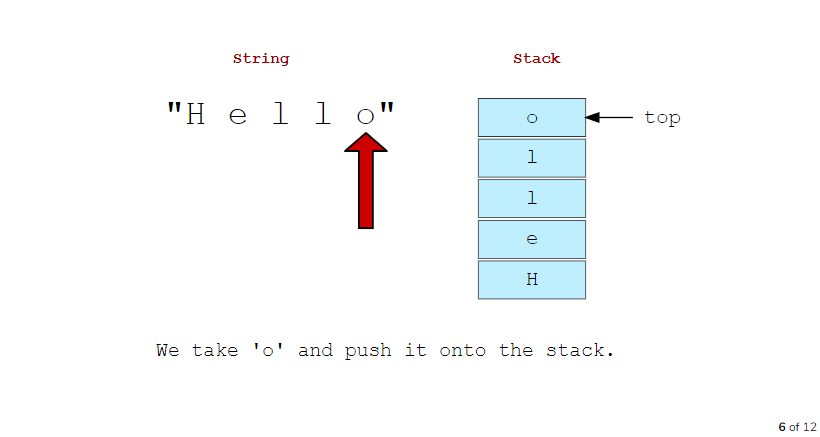 String
Stack
"H e l l o"
o
top
l
l
e
H
We take 'o' and push it onto the stack.
6 of 12